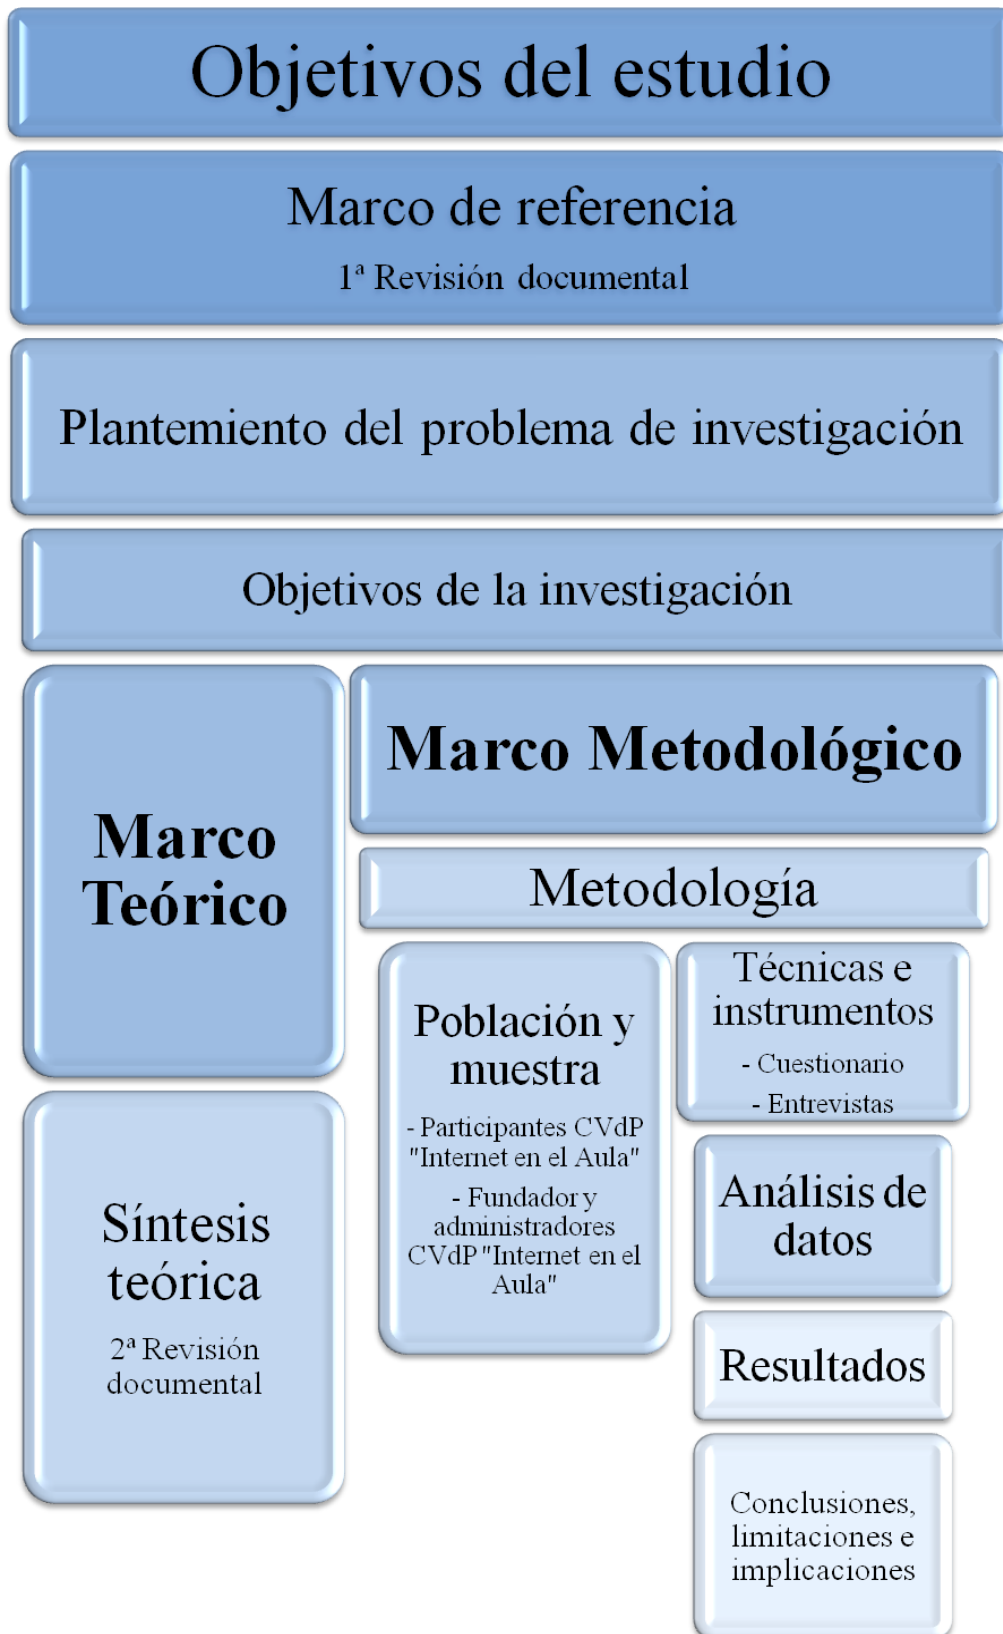 Objetivos del estudio
Marco de referencia
1ª Revisión documental
Plantemiento del problema de investigación
Objetivos de la investigación
Marco
Teórico
Síntesis
teórica
2ª Revisión
documental
Marco Metodológico
Metodología
Población y
muestra
- Participantes CVdP
"Internet en el Aula"
- Fundador y
administradores
CVdP "Internet en el
Aula"
Técnicas e
instrumentos
- Cuestionario
- Entrevistas
Análisis de
datos
Resultados
Conclusiones,
limitaciones e
implicaciones